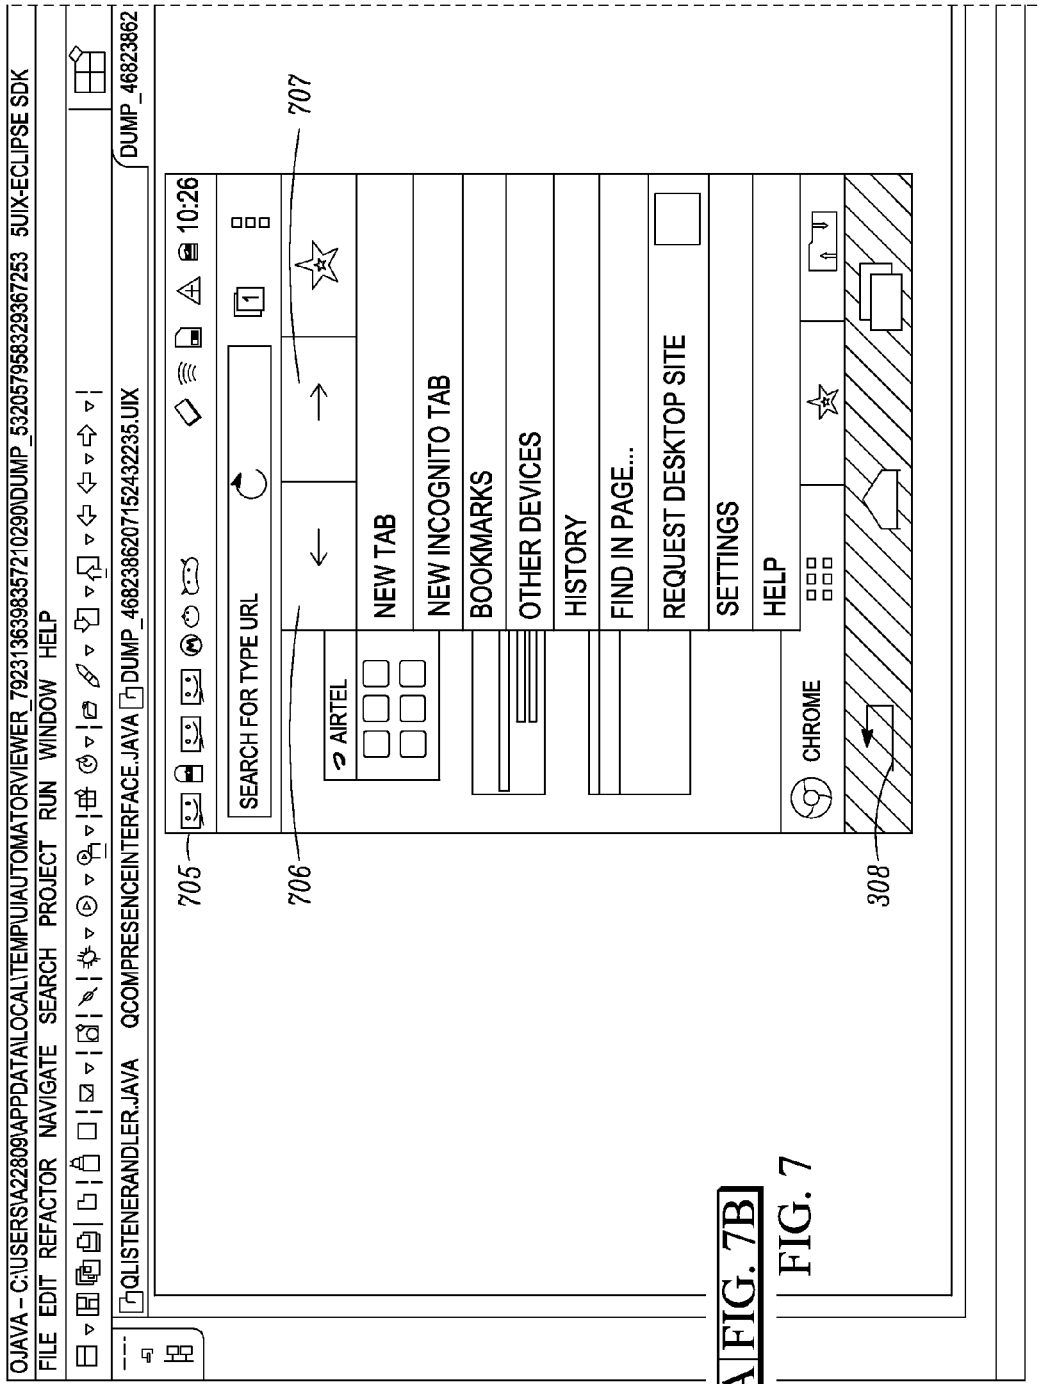 OJAVA – C:\USERS\A22809\APPDATA\LOCAL\TEMP\UIAUTOMATORVIEWER_7923136398357210290\DUMP_532057958329367253 5UIX-ECLIPSE SDK
FILE EDIT REFACTOR NAVIGATE SEARCH PROJECT RUN WINDOW HELP
QLISTENERANDLER.JAVA QCOMPRESENCEINTERFACE.JAVA DUMP_4682386207152432235.UIX DUMP_46823862
10:26
705
SEARCH FOR TYPE URL
1
706
707
AIRTEL
NEW TAB
NEW INCOGNITO TAB
BOOKMARKS
OTHER DEVICES
HISTORY
FIND IN PAGE...
REQUEST DESKTOP SITE
SETTINGS
HELP
CHROME
308
A FIG. 7B
FIG. 7